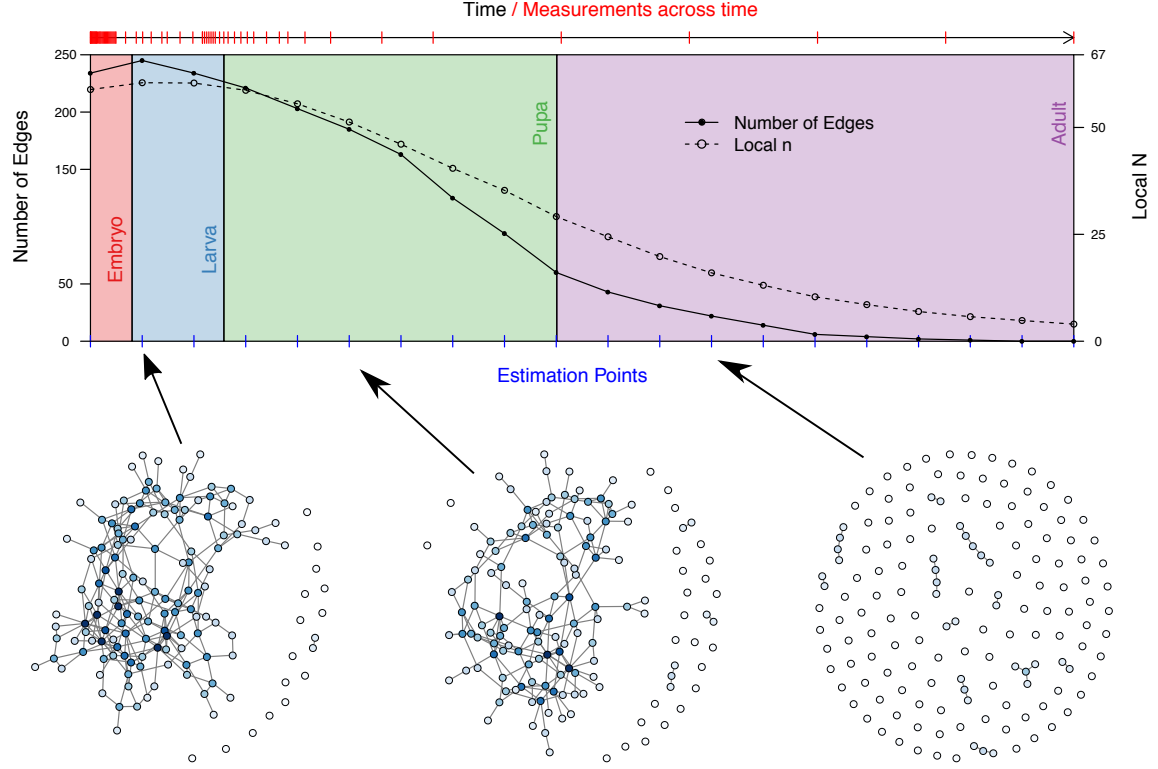 Time / Measurements across time
250
200
150
50
0
Number of Edges
67
50
25
0
Local N
Embryo
Larva
Pupa
Adult
Number of Edges
Local n
Estimation Points